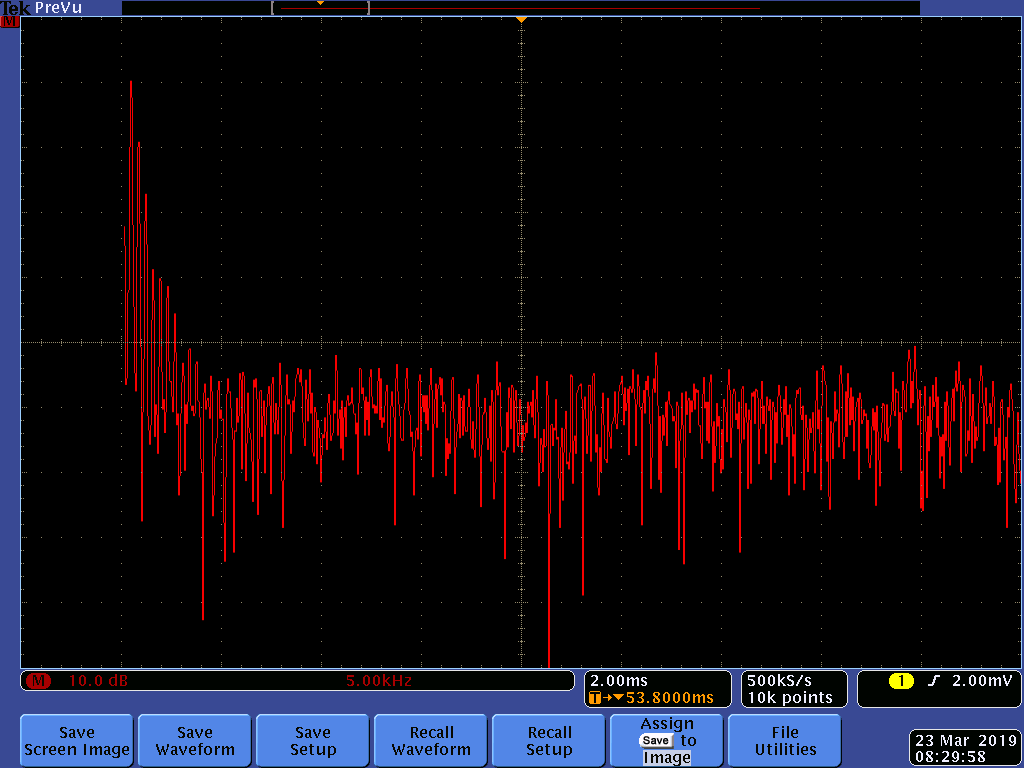 Tek PreVu
M
M 10.0 dB 5.00kHz
2.00ms
T→▼53.8000ms
500kS/s
10k points
1 2.00mV
Save
Screen Image
Save
Waveform
Save
Setup
Recall
Waveform
Recall
Setup
Assign
Save to
Image
File
Utilities
23 Mar 2019
08:29:58